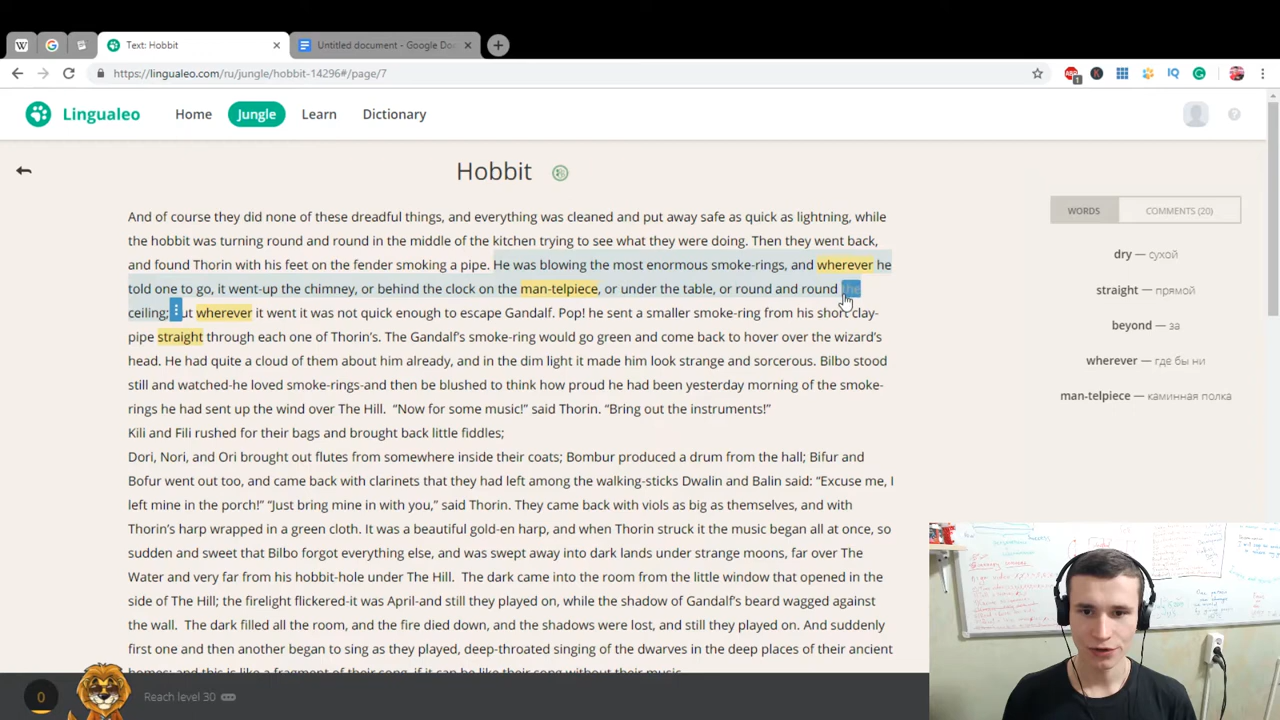 Text: Hobbit
Untitled document - Google Doc
https://lingualeo.com/ru/jungle/hobbit-14296#/page/7
Lingualeo
Home
Jungle
Learn
Dictionary
Hobbit
And of course they did none of these dreadful things, and everything was cleaned and put away safe as quick as lightning, while
the hobbit was turning round and round in the middle of the kitchen trying to see what they were doing. Then they went back,
and found Thorin with his feet on the fender smoking a pipe. He was blowing the most enormous smoke-rings, and wherever he
told one to go, it went-up the chimney, or behind the clock on the man-telpiece, or under the table, or round and round the
ceiling; but wherever it went it was not quick enough to escape Gandalf. Pop! he sent a smaller smoke-ring from his short clay-
pipe straight through each one of Thorin's. The Gandalf's smoke-ring would go green and come back to hover over the wizard's
head. He had quite a cloud of them about him already, and in the dim light it made him look strange and sorcerous. Bilbo stood
still and watched-he loved smoke-rings-and then be blushed to think how proud he had been yesterday morning of the smoke-
rings he had sent up the wind over The Hill. “Now for some music!” said Thorin. “Bring out the instruments!”
Kili and Fili rushed for their bags and brought back little fiddles;
Dori, Nori, and Ori brought out flutes from somewhere inside their coats; Bombur produced a drum from the hall; Bifur and
Bofur went out too, and came back with clarinets that they had left among the walking-sticks Dwalin and Balin said: “Excuse me, I
left mine in the porch!” “Just bring mine in with you,” said Thorin. They came back with viols as big as themselves, and with
Thorin's harp wrapped in a green cloth. It was a beautiful gold-en harp, and when Thorin struck it the music began all at once, so
sudden and sweet that Bilbo forgot everything else, and was swept away into dark lands under strange moons, far over The
Water and very far from his hobbit-hole under The Hill. The dark came into the room from the little window that opened in the
side of The Hill; the firelight flickered-it was April-and still they played on, while the shadow of Gandalf's beard wagged against
the wall. The dark filled all the room, and the fire died down, and the shadows were lost, and still they played on. And suddenly
first one and then another began to sing as they played, deep-throated singing of the dwarves in the deep places of their ancient
homes; and this is like a fragment of their song, if it can be like their song without their music.
WORDS
COMMENTS (20)
dry — сухой
straight — прямой
beyond — за
wherever — где бы ни
man-telpiece — каминная полка
0
Reach level 30